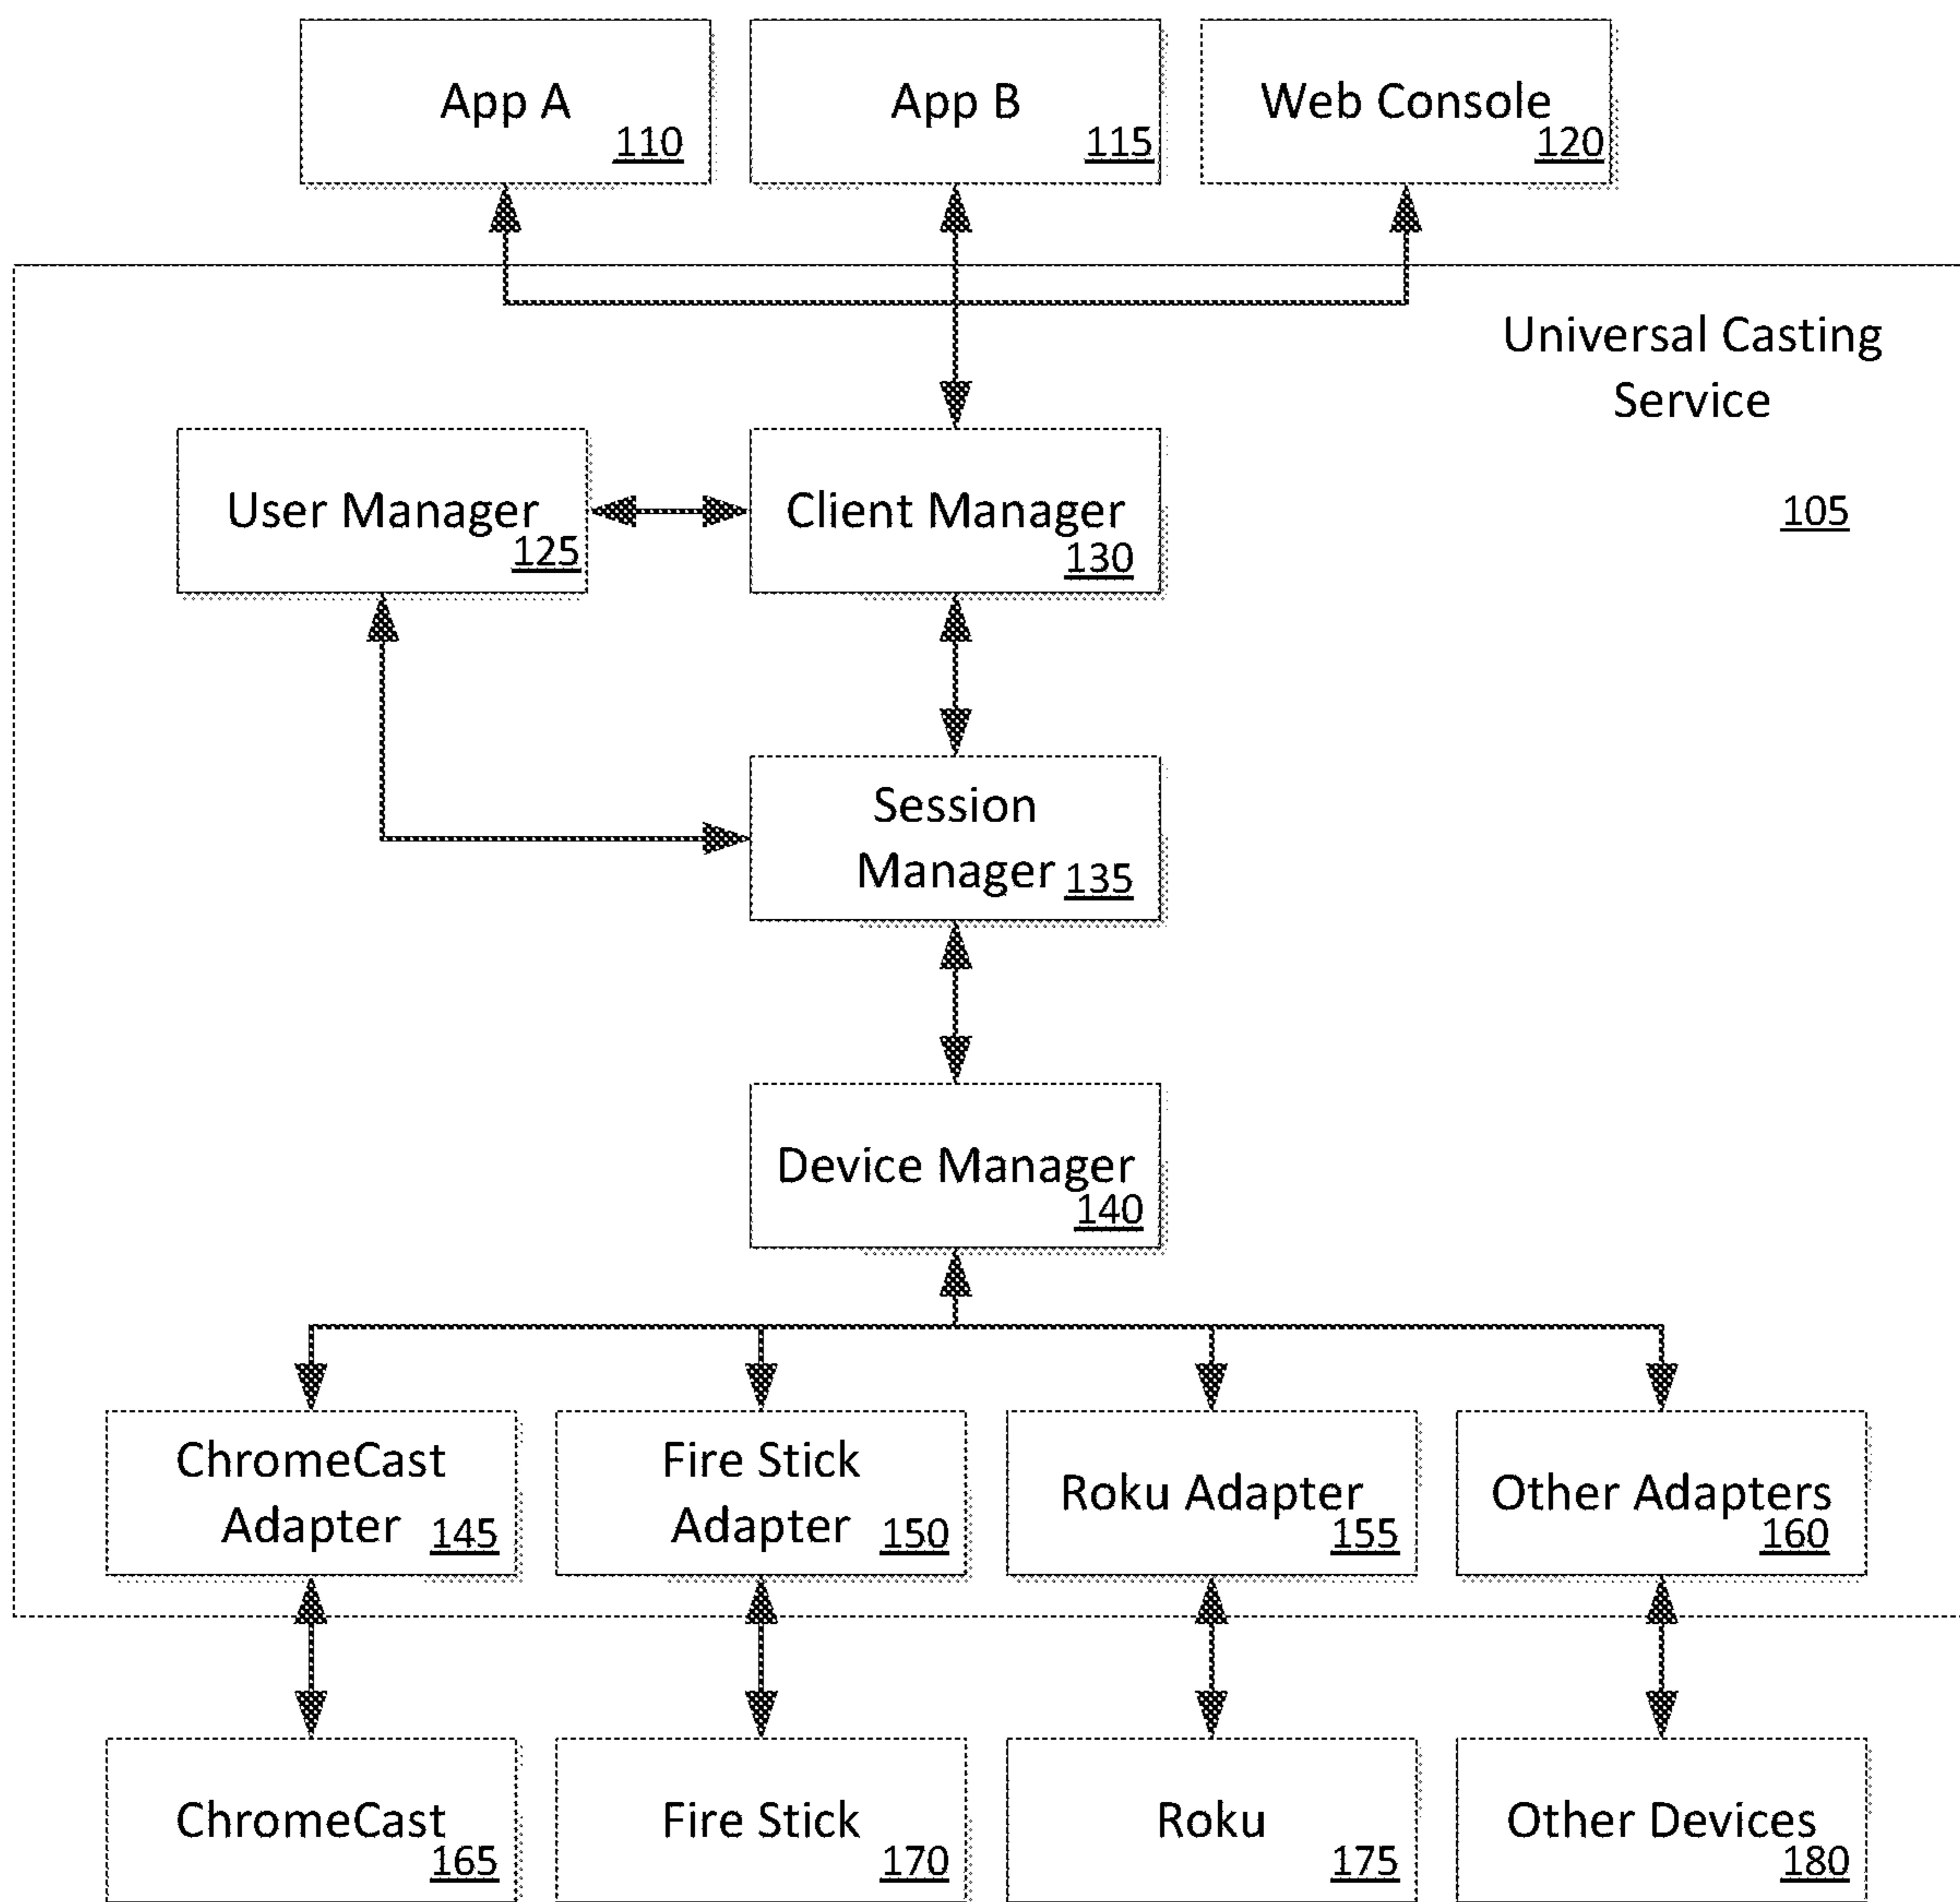 App A
110
App B
115
Web Console
120
Universal Casting
Service
105
User Manager
125
Client Manager
130
Session
Manager 135
Device Manager
140
ChromeCast
Adapter 145
Fire Stick
Adapter 150
Roku Adapter
155
Other Adapters
160
ChromeCast
165
Fire Stick
170
Roku
175
Other Devices
180